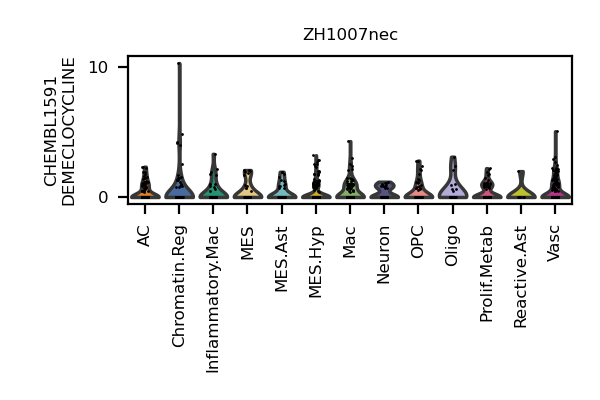 ZH1007nec
CHEMBL1591
DEMECLOCYCLINE
10
0
AC
Chromatin.Reg
Inflammatory.Mac
MES
MES.Ast
MES.Hyp
Mac
Neuron
OPC
Oligo
Prolif.Metab
Reactive.Ast
Vasc